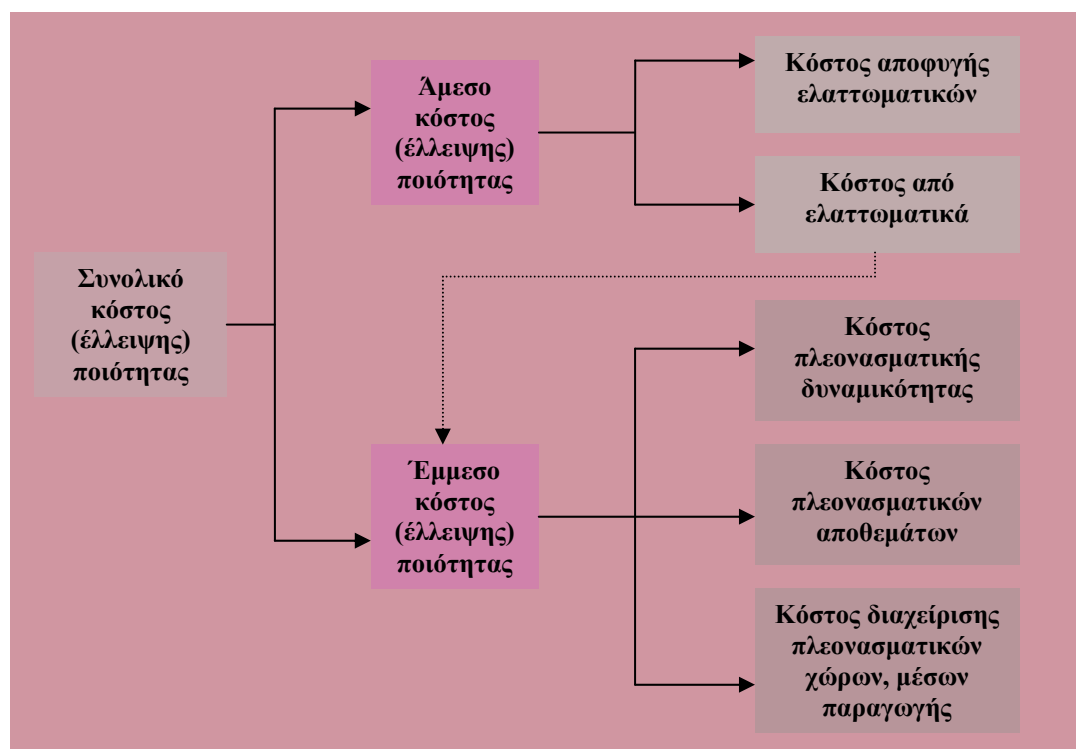 Άμεσο
κόστος
(έλλειψης)
ποιότητας
Κόστος αποφυγής
ελαττωματικών
Κόστος από
ελαττωματικά
Συνολικό
κόστος
(έλλειψης)
ποιότητας
Κόστος
πλεονασματικής
δυναμικότητας
Έμμεσο
κόστος
(έλλειψης)
ποιότητας
Κόστος
πλεονασματικών
αποθεμάτων
Κόστος διαχείρισης
πλεονασματικών
χώρων, μέσων
παραγωγής